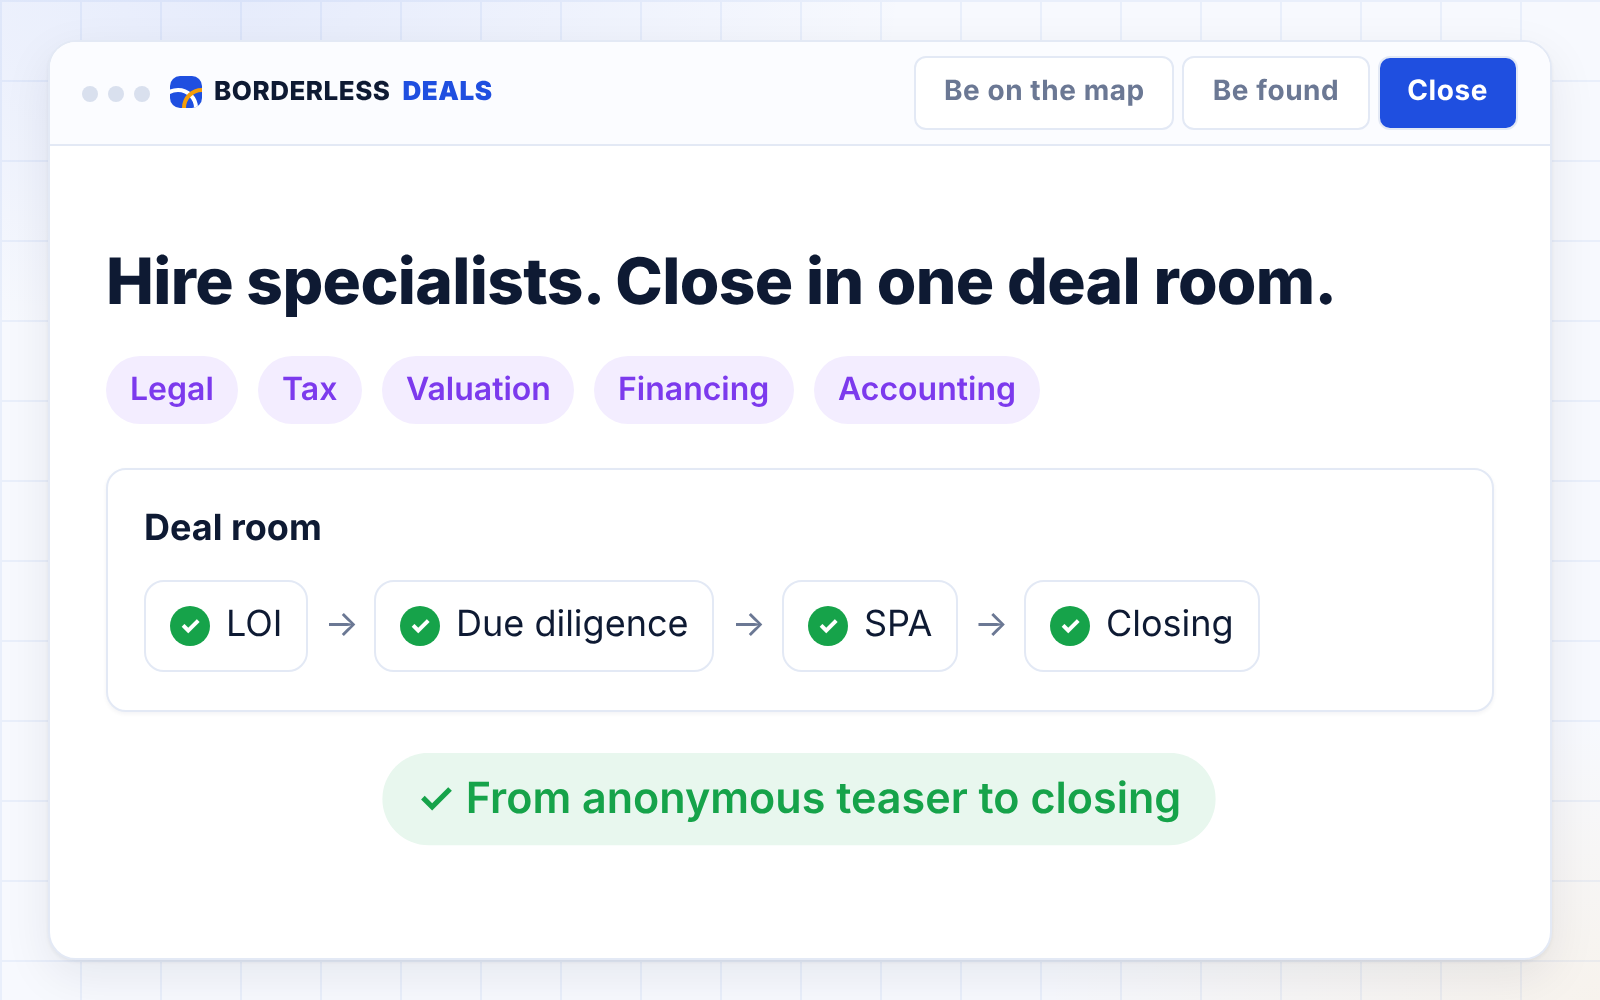 BORDERLESS DEALS
Be on the map
Be found
Close
Hire specialists. Close in one deal room.
Legal
Tax
Valuation
Financing
Accounting
Deal room
LOI → Due diligence → SPA → Closing
✓ From anonymous teaser to closing